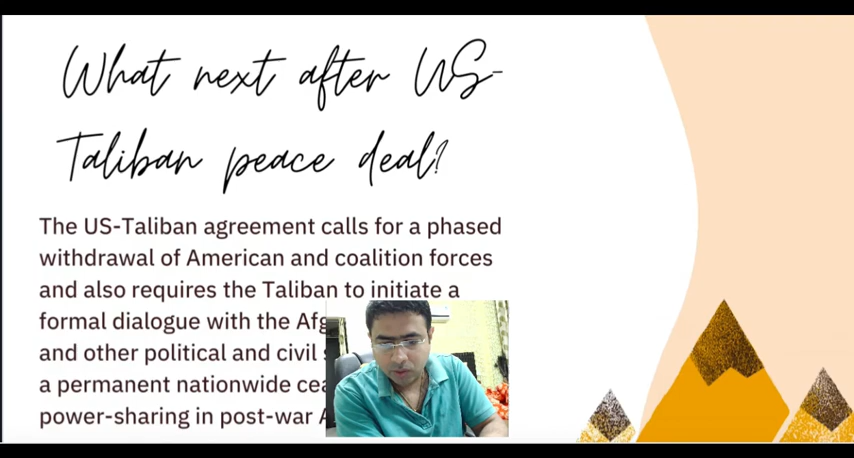 What next after US-
Taliban peace deal?
The US-Taliban agreement calls for a phased
withdrawal of American and coalition forces
and also requires the Taliban to initiate a
formal dialogue with the
and other political and civil
a permanent nationwide
power-sharing in post-war